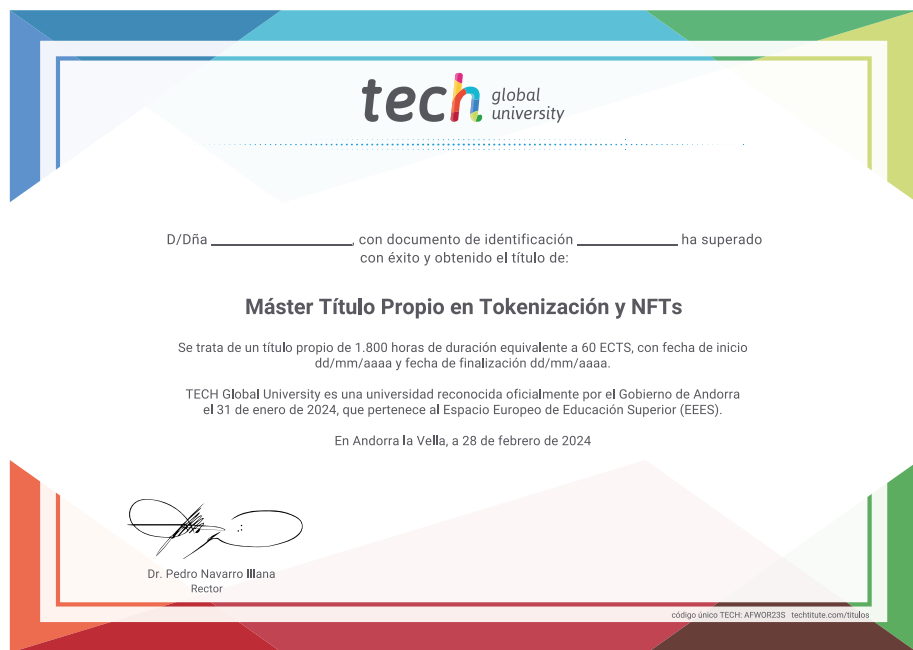 tech global university
D/Dña ____________________, con documento de identificación ______________ ha superado
con éxito y obtenido el título de:
Máster Título Propio en Tokenización y NFTs
Se trata de un título propio de 1.800 horas de duración equivalente a 60 ECTS, con fecha de inicio
dd/mm/aaaa y fecha de finalización dd/mm/aaaa.
TECH Global University es una universidad reconocida oficialmente por el Gobierno de Andorra
el 31 de enero de 2024, que pertenece al Espacio Europeo de Educación Superior (EEES).
En Andorra la Vella, a 28 de febrero de 2024
Dr. Pedro Navarro Illana
Rector
código único TECH: AFWOR23S techtitute.com/titulos